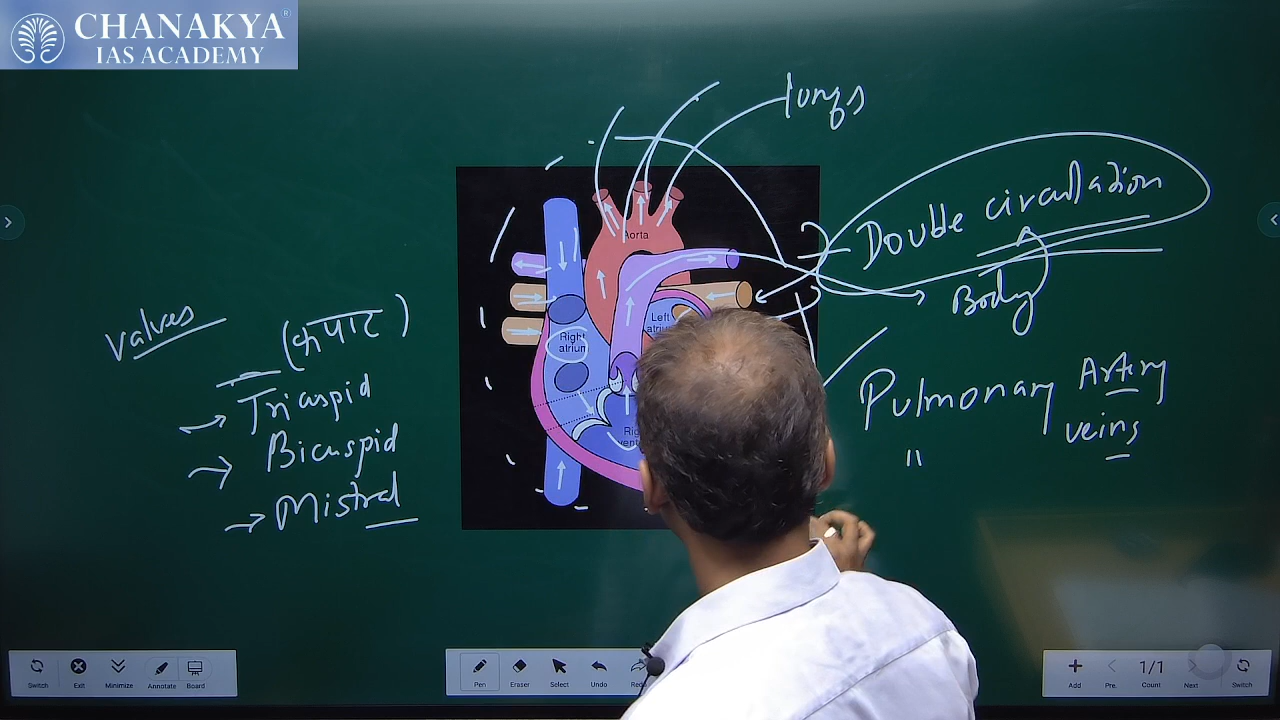 CHANAKYA®
IAS ACADEMY
lungs
Double circulation
Body
Aorta
valves
(कपाट)
Left
Right
atrium
Tricuspid
Bicuspid
Mistral
Pulmonary Artery
veins
"
Switch Exit Minimize Annotate Board
Pen Eraser Select Undo
Add Pre. 1/1 Count Next Switch